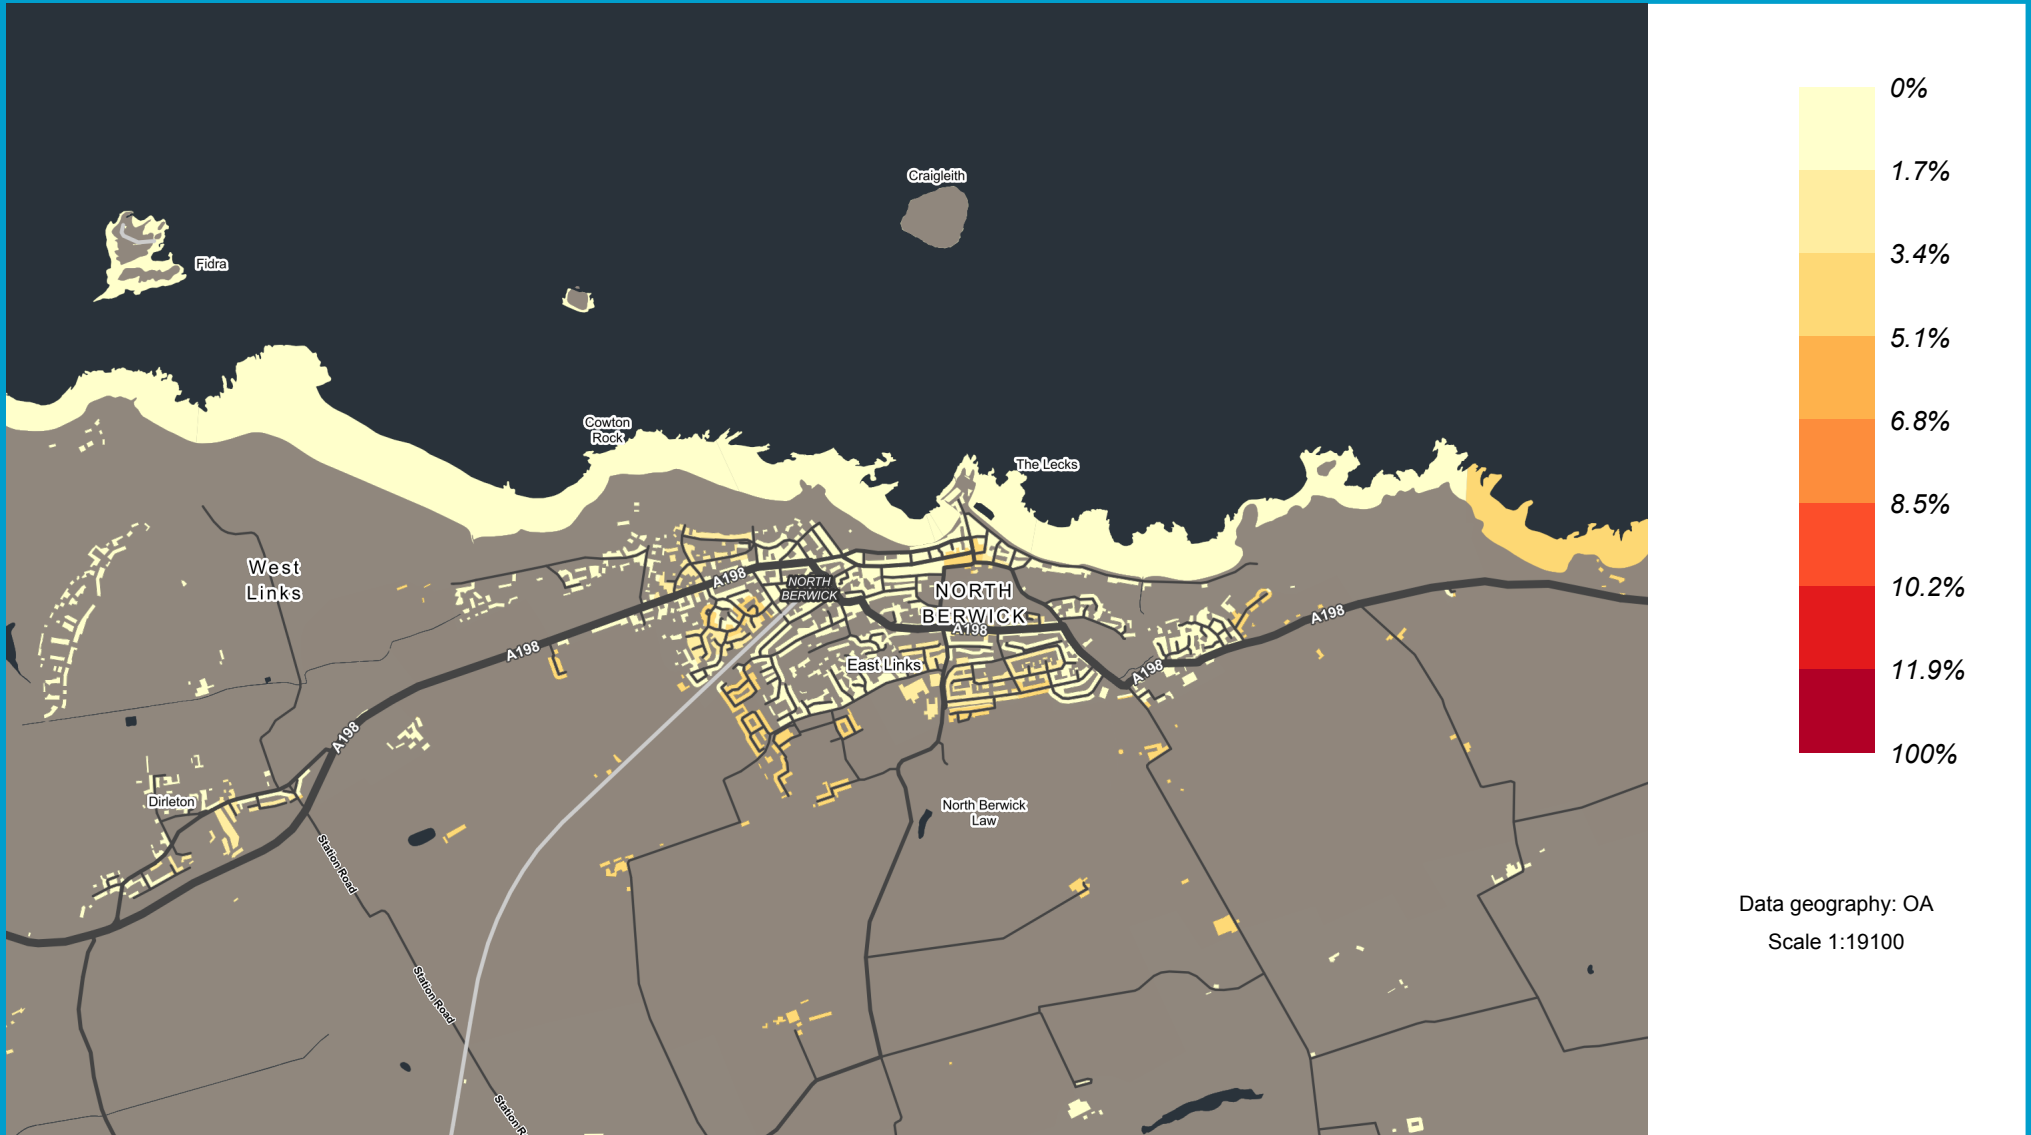 Craigleith
Fidra
Cowton
Rock
The Lecks
West
Links
A198
NORTH
BERWICK
NORTH
BERWICK
A198
A198
A198
East Links
A198
A198
Dirleton
North Berwick
Law
Station Road
Station Road
Station R
0%
1.7%
3.4%
5.1%
6.8%
8.5%
10.2%
11.9%
100%
Data geography: OA
Scale 1:19100